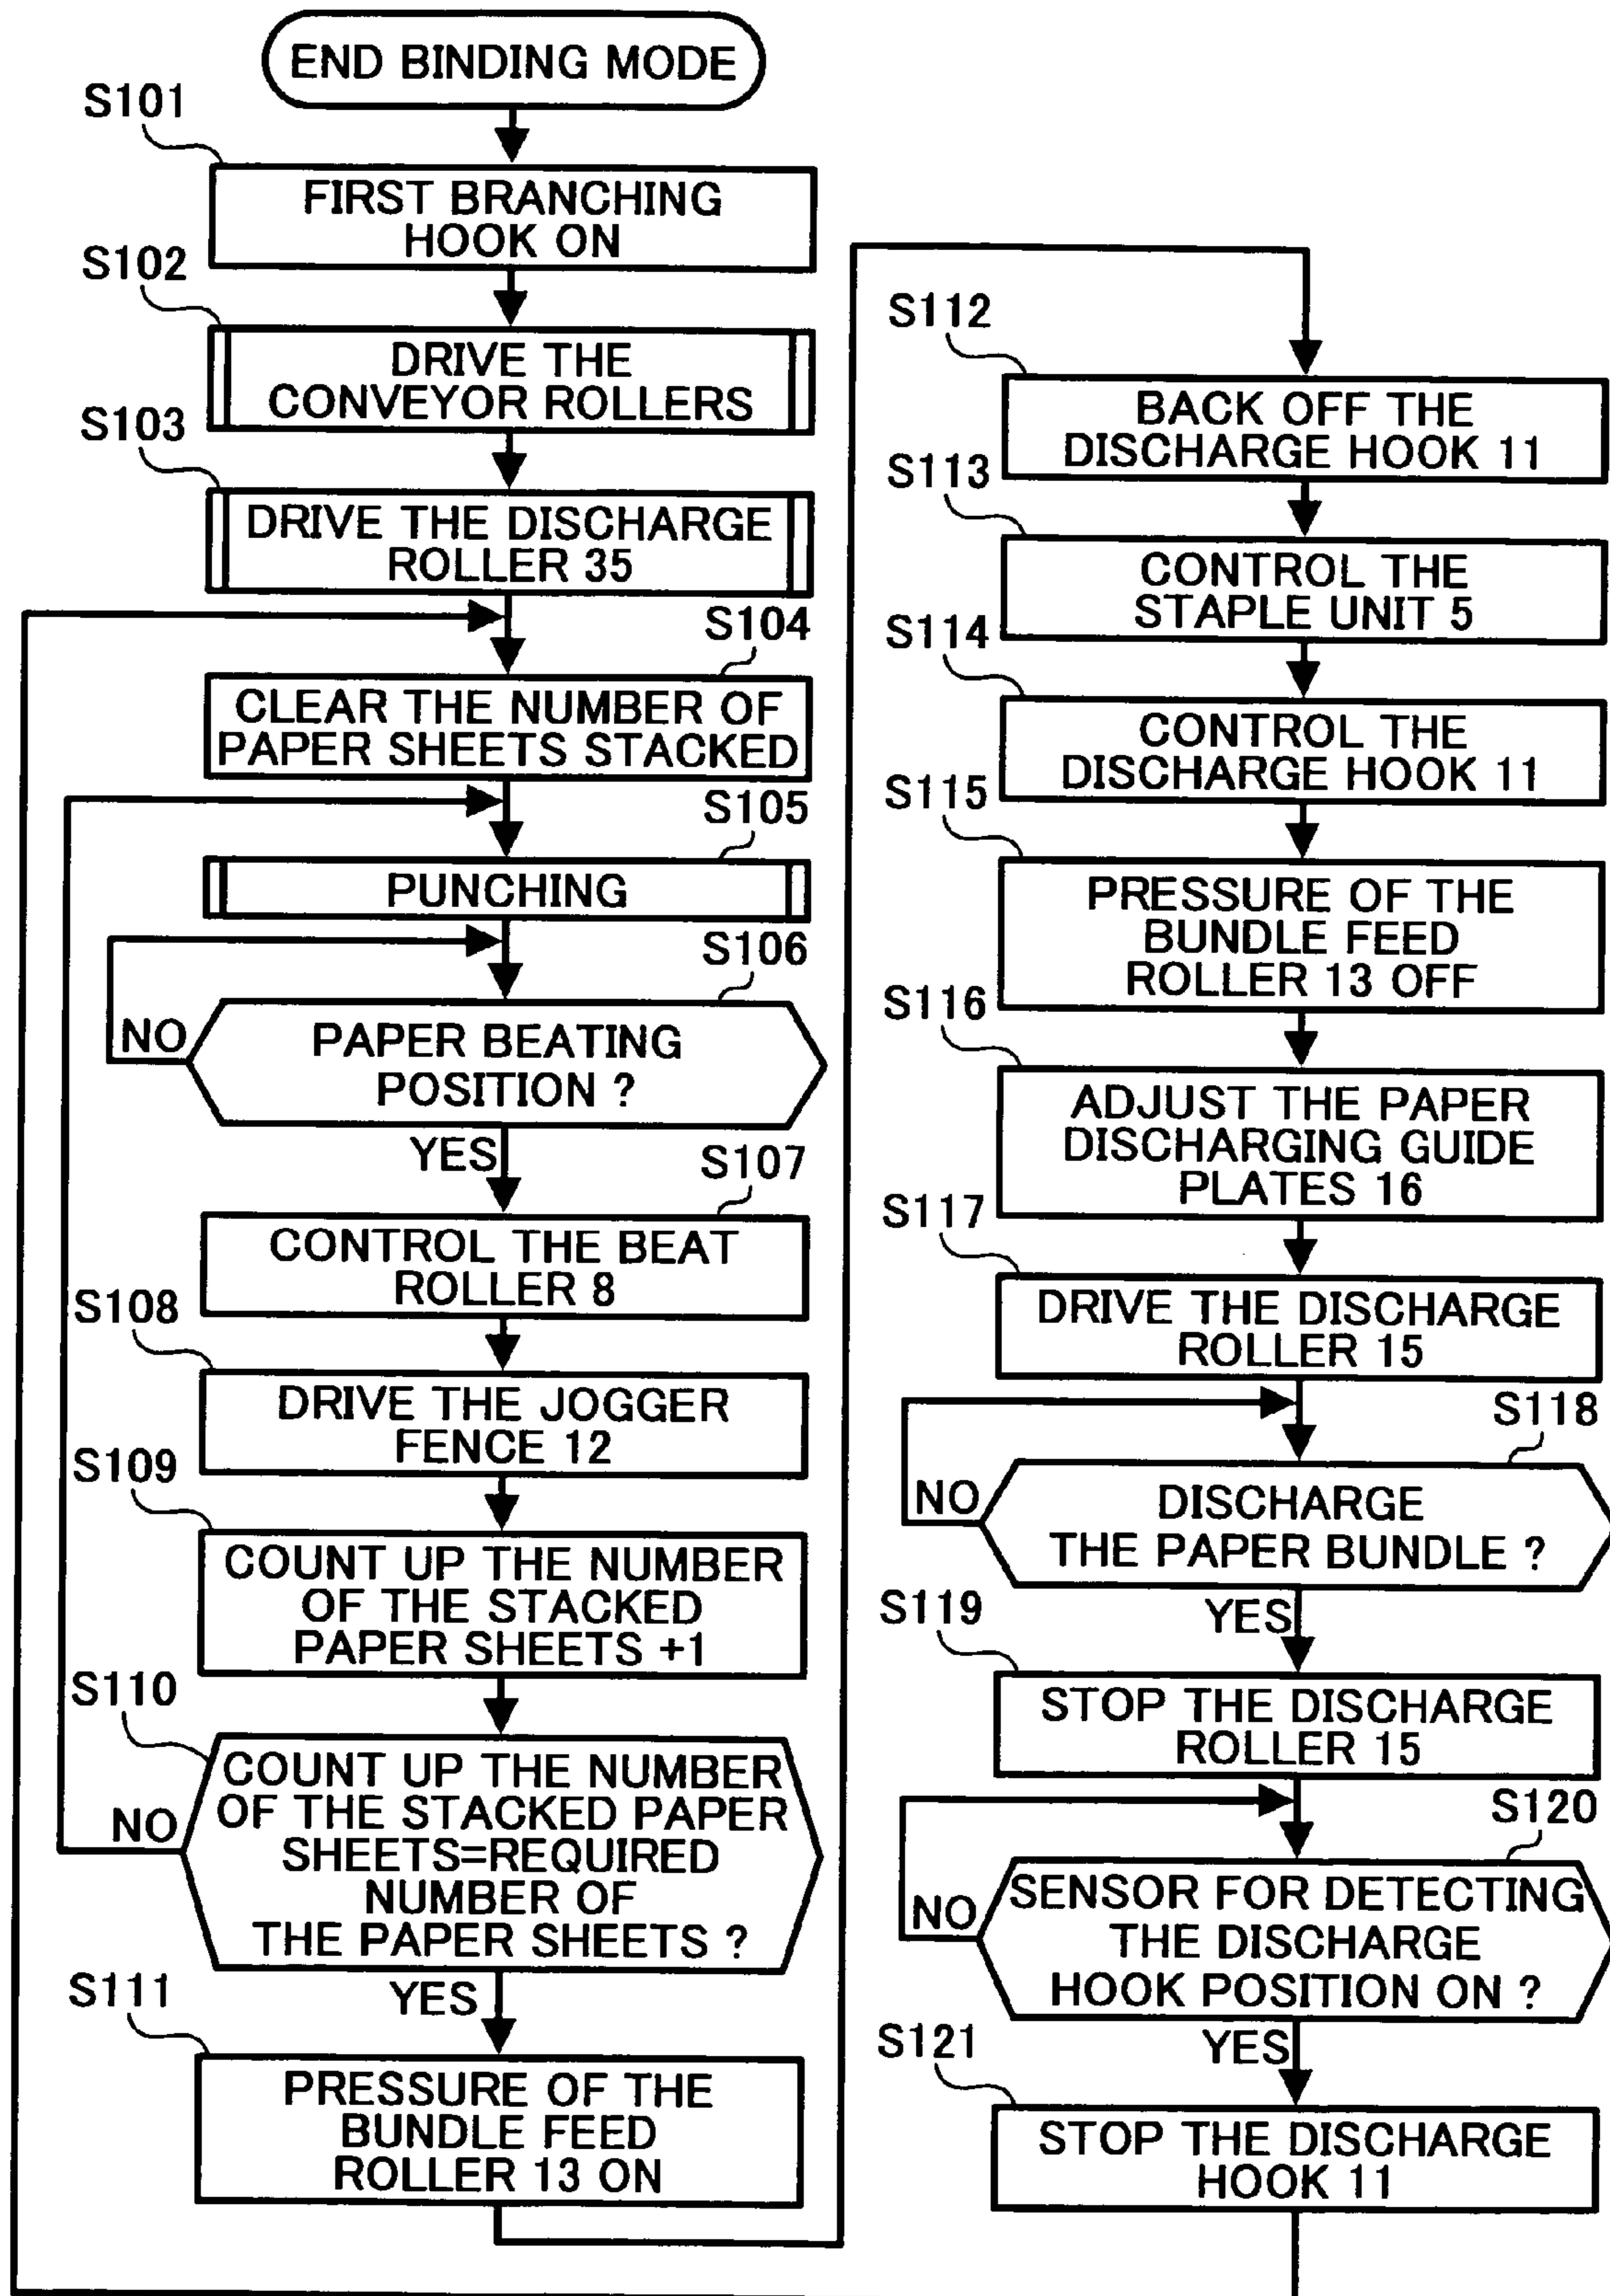 END BINDING MODE
S101
FIRST BRANCHING
HOOK ON
S102
DRIVE THE
CONVEYOR ROLLERS
S103
DRIVE THE DISCHARGE
ROLLER 35
S104
CLEAR THE NUMBER OF
PAPER SHEETS STACKED
S105
PUNCHING
S106
NO
PAPER BEATING
POSITION ?
YES
S107
CONTROL THE BEAT
ROLLER 8
S108
DRIVE THE JOGGER
FENCE 12
S109
COUNT UP THE NUMBER
OF THE STACKED
PAPER SHEETS +1
S110
NO
COUNT UP THE NUMBER
OF THE STACKED PAPER
SHEETS=REQUIRED
NUMBER OF
THE PAPER SHEETS ?
YES
S111
PRESSURE OF THE
BUNDLE FEED
ROLLER 13 ON
S112
BACK OFF THE
DISCHARGE HOOK 11
S113
CONTROL THE
STAPLE UNIT 5
S114
CONTROL THE
DISCHARGE HOOK 11
S115
PRESSURE OF THE
BUNDLE FEED
ROLLER 13 OFF
S116
ADJUST THE PAPER
DISCHARGING GUIDE
PLATES 16
S117
DRIVE THE DISCHARGE
ROLLER 15
S118
NO
DISCHARGE
THE PAPER BUNDLE ?
YES
S119
STOP THE DISCHARGE
ROLLER 15
S120
NO
SENSOR FOR DETECTING
THE DISCHARGE
HOOK POSITION ON ?
YES
S121
STOP THE DISCHARGE
HOOK 11